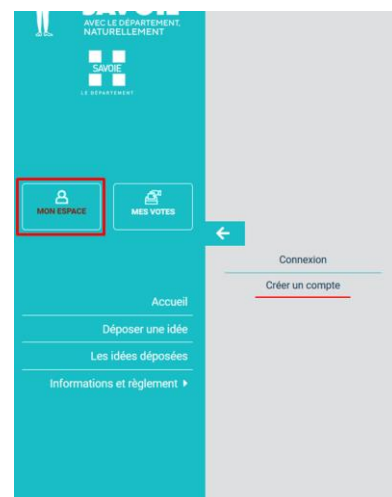 AVEC LE DÉPARTEMENT,
NATURELLEMENT
SAVOIE
LE DÉPARTEMENT
MON ESPACE
MES VOTES
Connexion
Créer un compte
Accueil
Déposer une idée
Les idées déposées
Informations et règlement